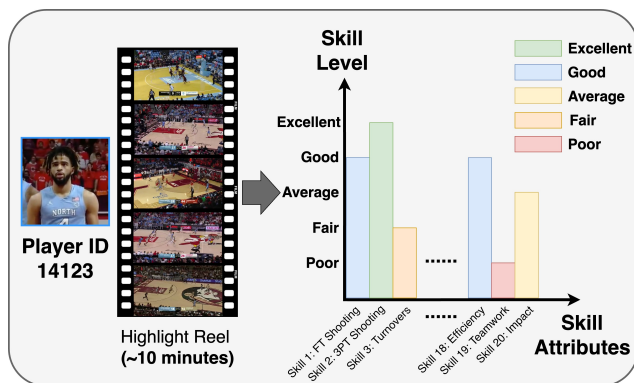 NORTH
Player ID
14123
Highlight Reel
(~10 minutes)
Skill
Level
Excellent
Good
Average
Fair
Poor
Excellent
Good
Average
Fair
Poor
......
......
Skill 1: FT Shooting
Skill 2: 3PT Shooting
Skill 3: Turnovers
Skill 18: Efficiency
Skill 19: Teamwork
Skill 20: Impact
Skill
Attributes